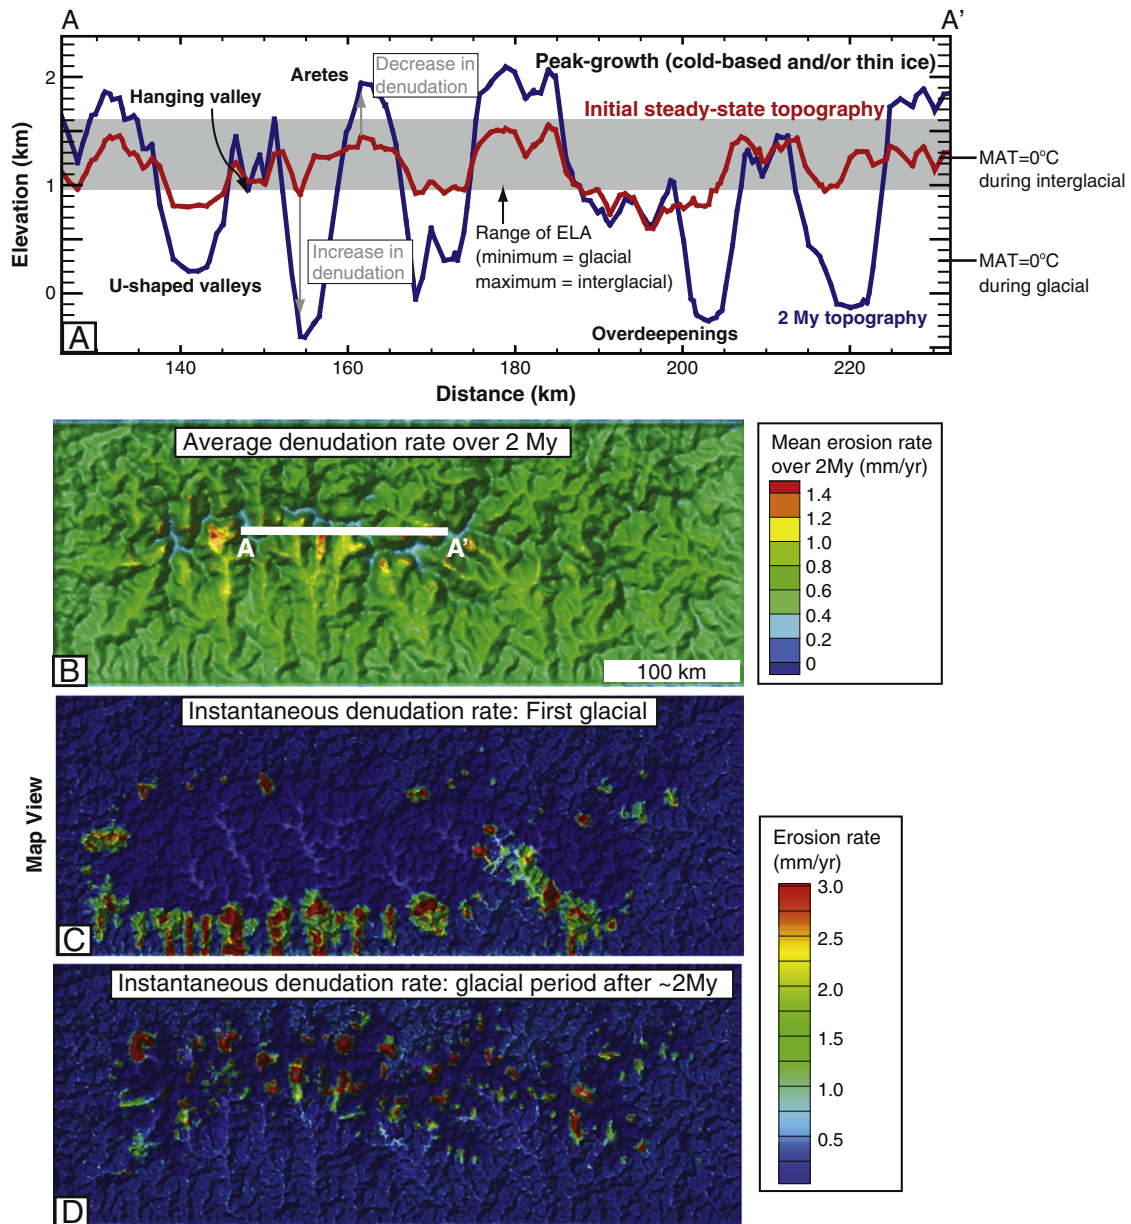 A
A'
Peak-growth (cold-based and/or thin ice)
Decrease in
denudation
Aretes
Hanging valley
Initial steady-state topography
2
1
0
Elevation (km)
MAT=0°C
during interglacial
Range of ELA
(minimum = glacial
maximum = interglacial)
Increase in
denudation
MAT=0°C
during glacial
U-shaped valleys
2 My topography
Overdeepenings
A
140
160
180
200
220
Distance (km)
Average denudation rate over 2 My
A
A'
B
100 km
Mean erosion rate
over 2My (mm/yr)
1.4
1.2
1.0
0.8
0.6
0.4
0.2
0
Instantaneous denudation rate: First glacial
Map View
C
Erosion rate
(mm/yr)
3.0
2.5
2.0
1.5
1.0
0.5
Instantaneous denudation rate: glacial period after ~2My
D